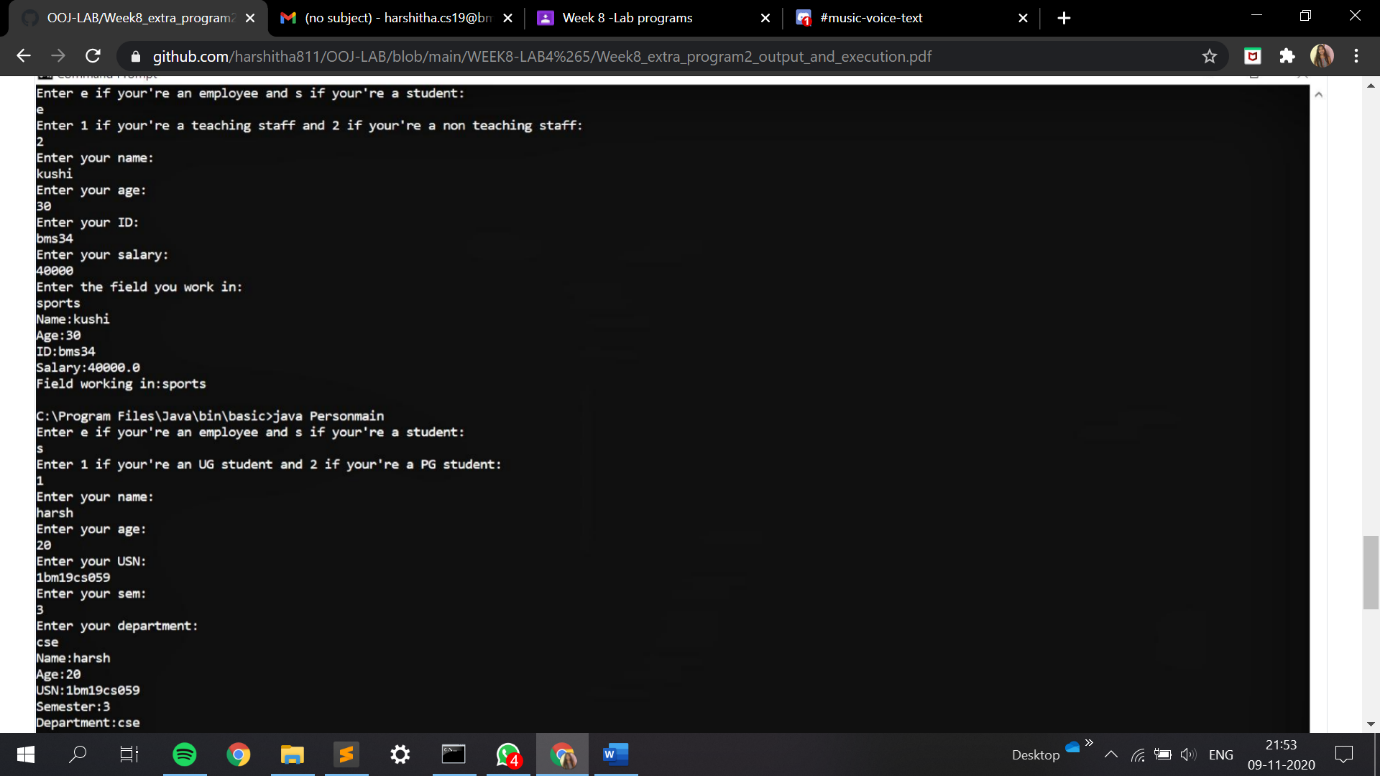 OOJ-LAB/Week8_extra_program2
(no subject) - harshitha.cs19@bm
Week 8 -Lab programs
#music-voice-text
github.com/harshitha811/OOJ-LAB/blob/main/WEEK8-LAB4%265/Week8_extra_program2_output_and_execution.pdf
Command Prompt
Enter e if your're an employee and s if your're a student:
e
Enter 1 if your're a teaching staff and 2 if your're a non teaching staff:
2
Enter your name:
kushi
Enter your age:
30
Enter your ID:
bms34
Enter your salary:
40000
Enter the field you work in:
sports
Name:kushi
Age:30
ID:bms34
Salary:40000.0
Field working in:sports
C:\Program Files\Java\bin\basic>java Personmain
Enter e if your're an employee and s if your're a student:
s
Enter 1 if your're an UG student and 2 if your're a PG student:
1
Enter your name:
harsh
Enter your age:
20
Enter your USN:
1bm19cs059
Enter your sem:
3
Enter your department:
cse
Name:harsh
Age:20
USN:1bm19cs059
Semester:3
Department:cse
4
Desktop
ENG
21:53
09-11-2020